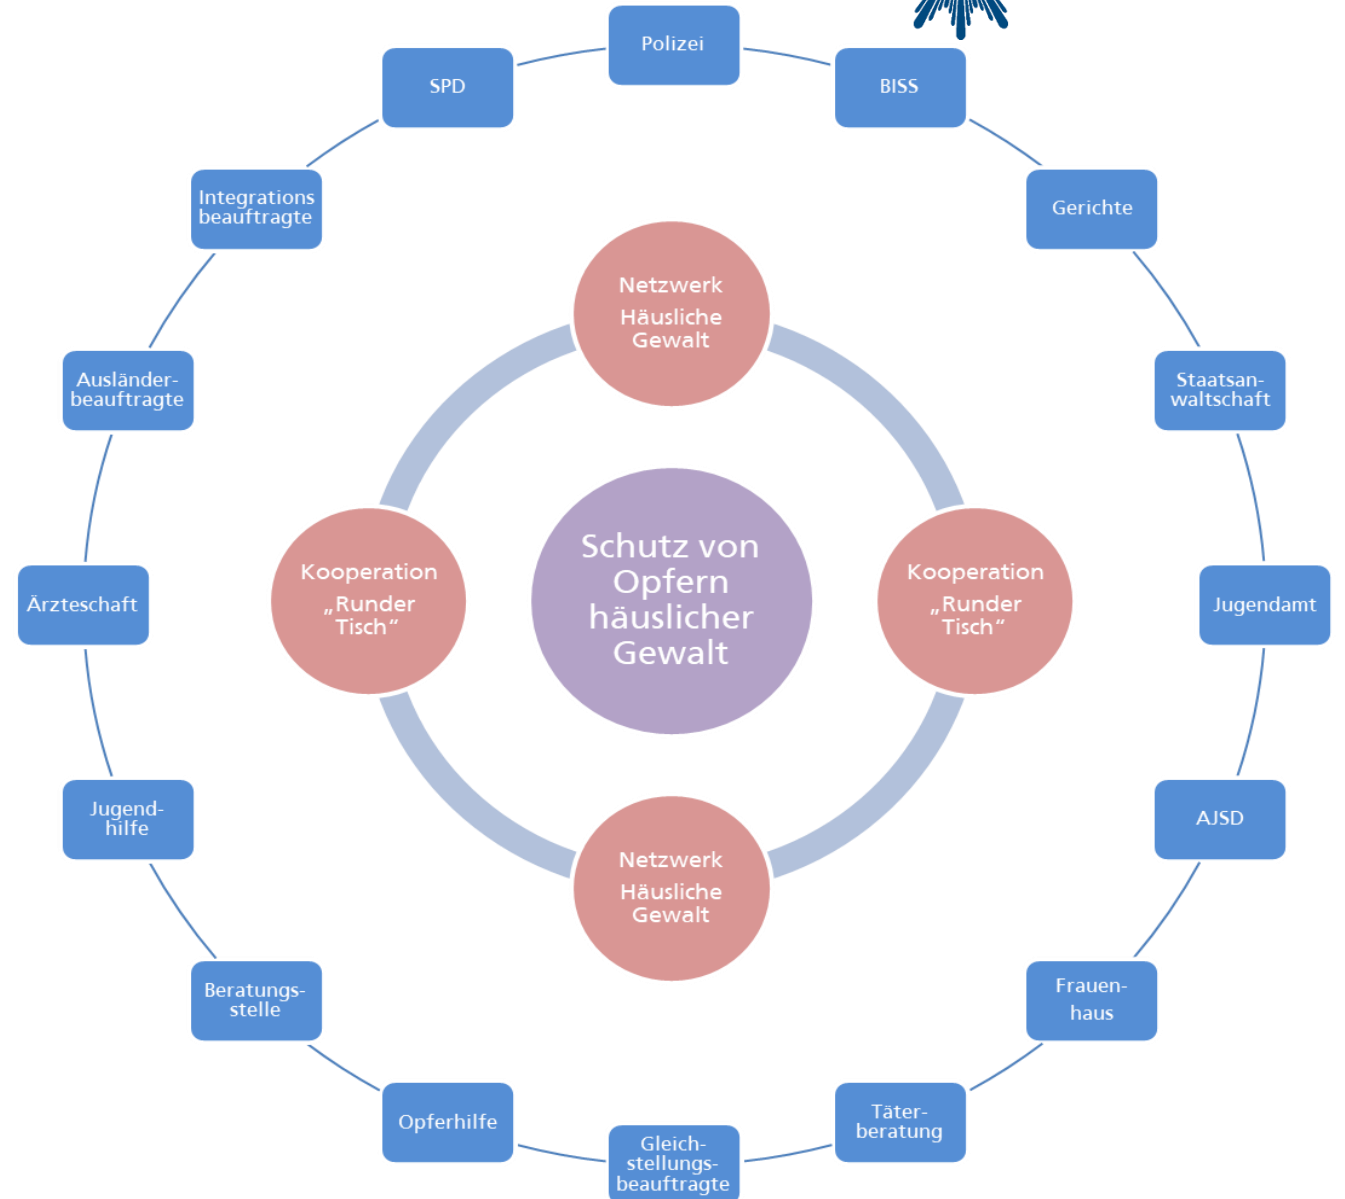 Polizei
SPD
BISS
Integrations
beauftragte
Gerichte
Netzwerk
Häusliche
Gewalt
Ausländer-
beauftragte
Staatsan-
waltschaft
Schutz von
Opfern
häuslicher
Gewalt
Kooperation
„Runder
Tisch“
Kooperation
„Runder
Tisch“
Ärzteschaft
Jugendamt
Jugend-
hilfe
AJSD
Netzwerk
Häusliche
Gewalt
Beratungs-
stelle
Frauen-
haus
Opferhilfe
Täter-
beratung
Gleich-
stellungs-
beauftragte